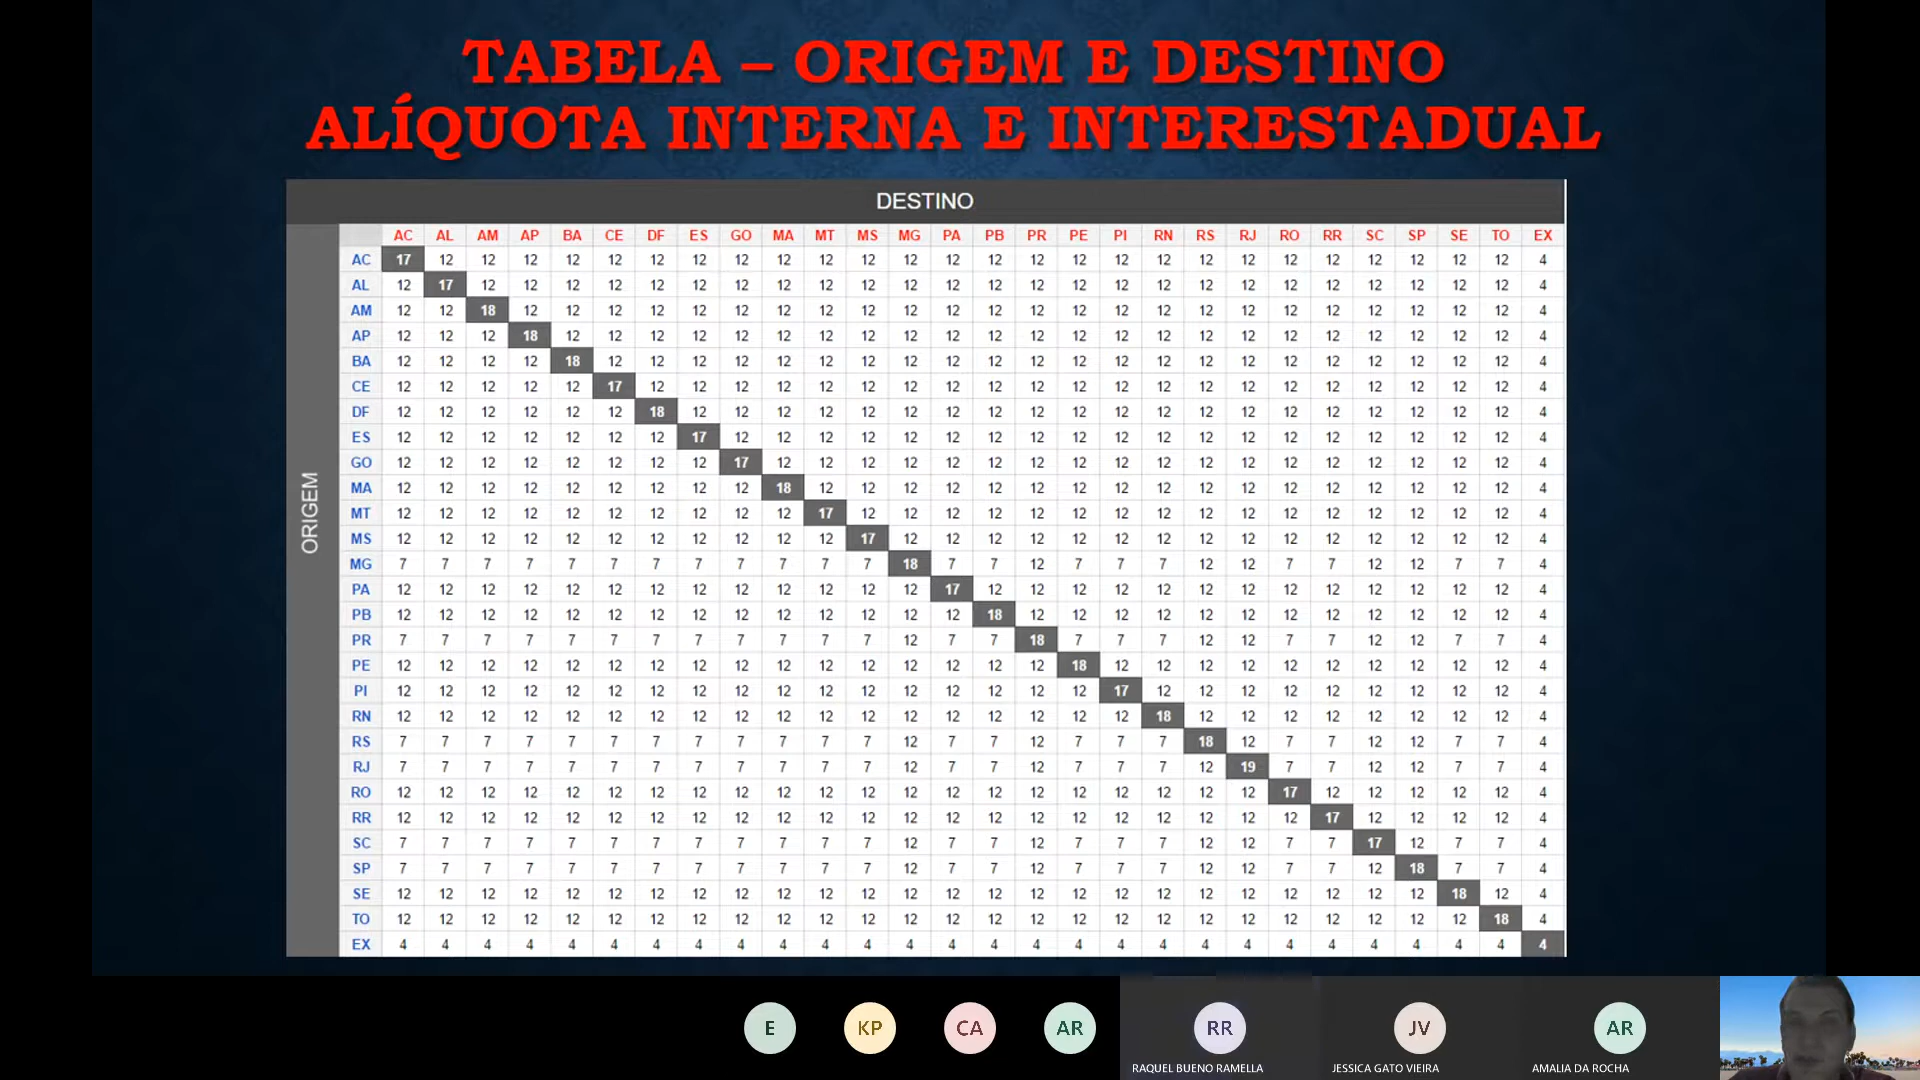 TABELA – ORIGEM E DESTINO
ALÍQUOTA INTERNA E INTERESTADUAL
DESTINO
ORIGEM
AC AL AM AP BA CE DF ES GO MA MT MS MG PA PB PR PE PI RN RS RJ RO RR SC SP SE TO EX
AC 17 12 12 12 12 12 12 12 12 12 12 12 12 12 12 12 12 12 12 12 12 12 12 12 12 12 12 4
AL 12 17 12 12 12 12 12 12 12 12 12 12 12 12 12 12 12 12 12 12 12 12 12 12 12 12 12 4
AM 12 12 18 12 12 12 12 12 12 12 12 12 12 12 12 12 12 12 12 12 12 12 12 12 12 12 12 4
AP 12 12 12 18 12 12 12 12 12 12 12 12 12 12 12 12 12 12 12 12 12 12 12 12 12 12 12 4
BA 12 12 12 12 18 12 12 12 12 12 12 12 12 12 12 12 12 12 12 12 12 12 12 12 12 12 12 4
CE 12 12 12 12 12 17 12 12 12 12 12 12 12 12 12 12 12 12 12 12 12 12 12 12 12 12 12 4
DF 12 12 12 12 12 12 18 12 12 12 12 12 12 12 12 12 12 12 12 12 12 12 12 12 12 12 12 4
ES 12 12 12 12 12 12 12 17 12 12 12 12 12 12 12 12 12 12 12 12 12 12 12 12 12 12 12 4
GO 12 12 12 12 12 12 12 12 17 12 12 12 12 12 12 12 12 12 12 12 12 12 12 12 12 12 12 4
MA 12 12 12 12 12 12 12 12 12 18 12 12 12 12 12 12 12 12 12 12 12 12 12 12 12 12 12 4
MT 12 12 12 12 12 12 12 12 12 12 17 12 12 12 12 12 12 12 12 12 12 12 12 12 12 12 12 4
MS 12 12 12 12 12 12 12 12 12 12 12 17 12 12 12 12 12 12 12 12 12 12 12 12 12 12 12 4
MG 7 7 7 7 7 7 7 7 7 7 7 7 18 7 7 12 7 7 7 12 12 7 7 12 12 7 7 4
PA 12 12 12 12 12 12 12 12 12 12 12 12 12 17 12 12 12 12 12 12 12 12 12 12 12 12 12 4
PB 12 12 12 12 12 12 12 12 12 12 12 12 12 12 18 12 12 12 12 12 12 12 12 12 12 12 12 4
PR 7 7 7 7 7 7 7 7 7 7 7 7 12 7 7 18 7 7 7 12 12 7 7 12 12 7 7 4
PE 12 12 12 12 12 12 12 12 12 12 12 12 12 12 12 12 18 12 12 12 12 12 12 12 12 12 12 4
PI 12 12 12 12 12 12 12 12 12 12 12 12 12 12 12 12 12 17 12 12 12 12 12 12 12 12 12 4
RN 12 12 12 12 12 12 12 12 12 12 12 12 12 12 12 12 12 12 18 12 12 12 12 12 12 12 12 4
RS 7 7 7 7 7 7 7 7 7 7 7 7 12 7 7 12 7 7 7 18 12 7 7 12 12 7 7 4
RJ 7 7 7 7 7 7 7 7 7 7 7 7 12 7 7 12 7 7 7 12 19 7 7 12 12 7 7 4
RO 12 12 12 12 12 12 12 12 12 12 12 12 12 12 12 12 12 12 12 12 12 17 12 12 12 12 12 4
RR 12 12 12 12 12 12 12 12 12 12 12 12 12 12 12 12 12 12 12 12 12 12 17 12 12 12 12 4
SC 7 7 7 7 7 7 7 7 7 7 7 7 12 7 7 12 7 7 7 12 12 7 7 17 12 7 7 4
SP 7 7 7 7 7 7 7 7 7 7 7 7 12 7 7 12 7 7 7 12 12 7 7 12 18 7 7 4
SE 12 12 12 12 12 12 12 12 12 12 12 12 12 12 12 12 12 12 12 12 12 12 12 12 12 18 12 4
TO 12 12 12 12 12 12 12 12 12 12 12 12 12 12 12 12 12 12 12 12 12 12 12 12 12 12 18 4
EX 4 4 4 4 4 4 4 4 4 4 4 4 4 4 4 4 4 4 4 4 4 4 4 4 4 4 4 4
E KP CA AR RR JV AR
RAQUEL BUENO RAMELLA JESSICA GATO VIEIRA AMALIA DA ROCHA